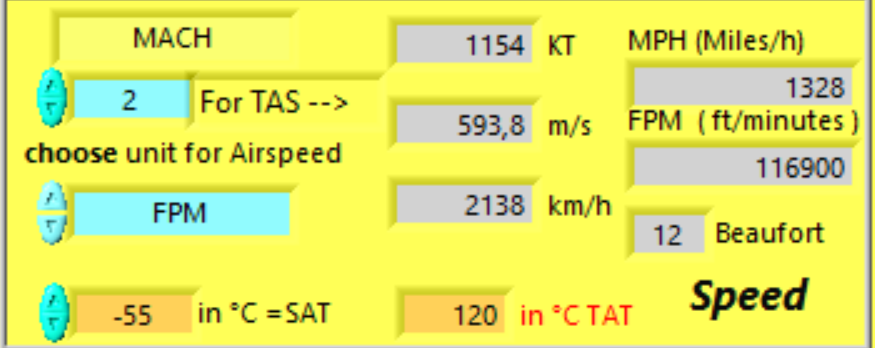 MACH
2 For TAS -->
choose unit for Airspeed
FPM
-55 in °C =SAT
1154 KT
593,8 m/s
2138 km/h
120 in °C TAT
MPH (Miles/h)
1328
FPM ( ft/minutes )
116900
12 Beaufort
Speed